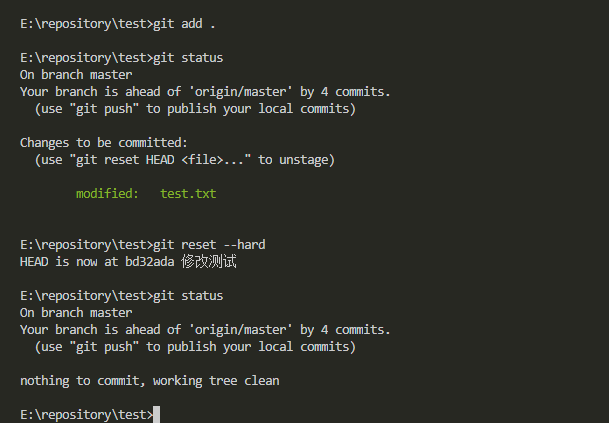 E:\repository\test>git add .
E:\repository\test>git status
On branch master
Your branch is ahead of 'origin/master' by 4 commits.
  (use "git push" to publish your local commits)
Changes to be committed:
  (use "git reset HEAD <file>..." to unstage)
        modified:   test.txt
E:\repository\test>git reset --hard
HEAD is now at bd32ada 修改测试
E:\repository\test>git status
On branch master
Your branch is ahead of 'origin/master' by 4 commits.
  (use "git push" to publish your local commits)
nothing to commit, working tree clean
E:\repository\test>